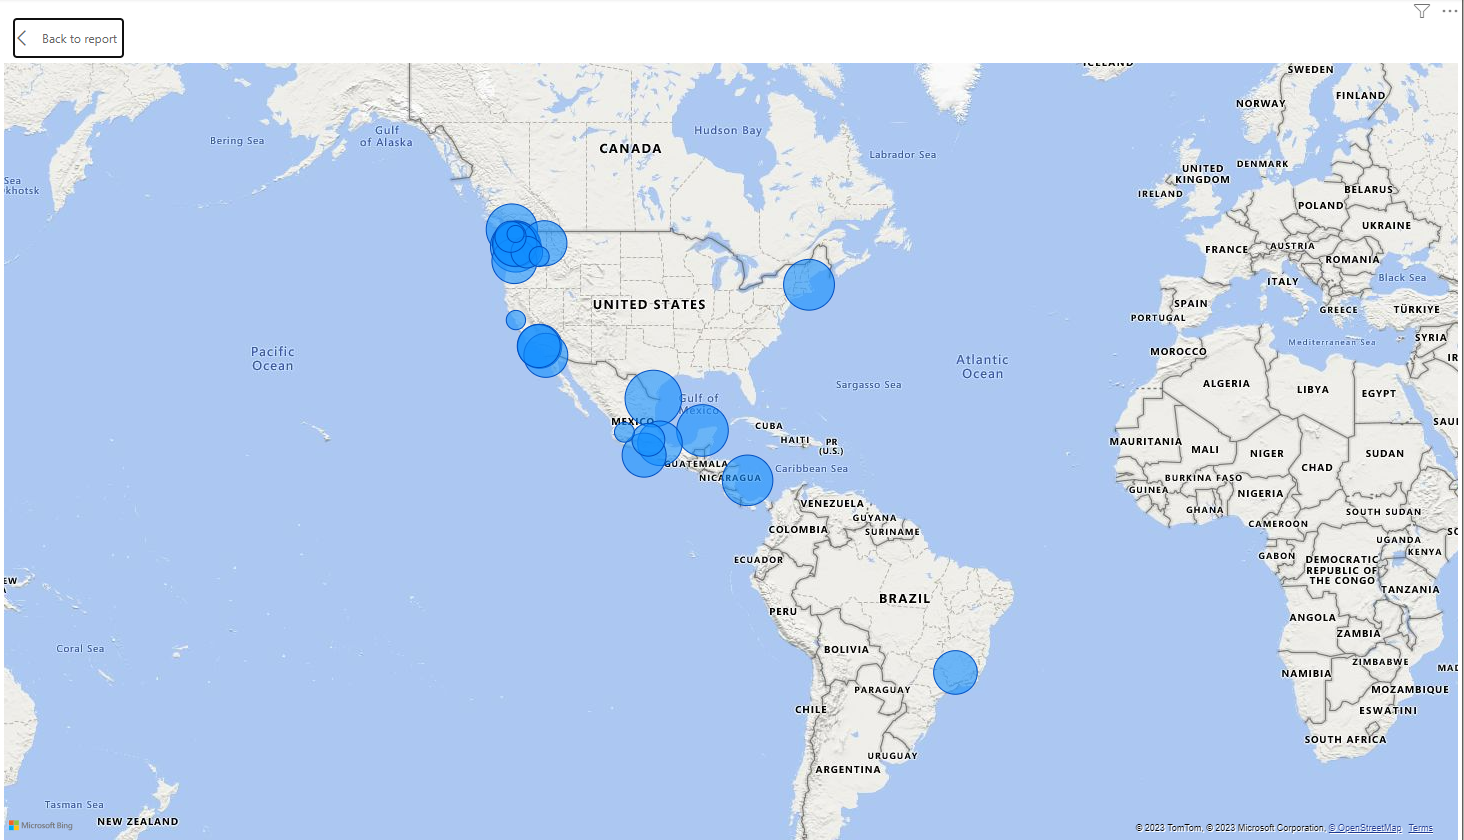 Back to report
ICELAND
SWEDEN
FINLAND
NORWAY
Bering Sea
Gulf
of Alaska
Hudson Bay
CANADA
Labrador Sea
UNITED
KINGDOM
DENMARK
IRELAND
Sea
khotsk
BELARUS
POLAND
UKRAINE
FRANCE
AUSTRIA
ROMANIA
Black Sea
ITALY
UNITED STATES
SPAIN
PORTUGAL
GREECE
TÜRKIYE
Mediterranean Sea
SYRIA
IR
Pacific
Ocean
Atlantic
Ocean
MOROCCO
Sargasso Sea
ALGERIA
LIBYA
EGYPT
Gulf of
Mexico
MEXICO
CUBA
HAITI
PR
(U.S.)
SAUI
MAURITANIA
MALI
NIGER
SUDAN
CHAD
GUATEMALA
Caribbean Sea
NICARAGUA
BURKINA FASO
GUINEA
NIGERIA
VENEZUELA
GUYANA
SURINAME
COLOMBIA
GHANA
SOUTH SUDAN
CAMEROON
SC
UGANDA
KENYA
ECUADOR
GABON
DEMOCRATIC
REPUBLIC OF
THE CONGO
TANZANIA
EW
BRAZIL
PERU
ANGOLA
ZAMBIA
Coral Sea
BOLIVIA
ZIMBABWE
MAD
NAMIBIA
MOZAMBIQUE
PARAGUAY
CHILE
ESWATINI
SOUTH AFRICA
URUGUAY
ARGENTINA
Tasman Sea
NEW ZEALAND
Microsoft Bing
© 2023 TomTom, © 2023 Microsoft Corporation, © OpenStreetMap Terms